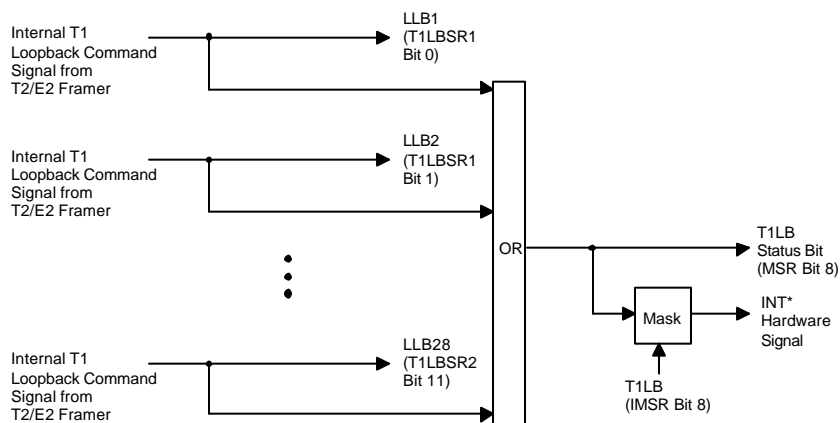 Internal T1
Loopback Command
Signal from
T2/E2 Framer
LLB1
(T1LBSR1
Bit 0)
Internal T1
Loopback Command
Signal from
T2/E2 Framer
LLB2
(T1LBSR1
Bit 1)
OR
T1LB
Status Bit
(MSR Bit 8)
Mask
INT*
Hardware
Signal
T1LB
(IMSR Bit 8)
Internal T1
Loopback Command
Signal from
T2/E2 Framer
LLB28
(T1LBSR2
Bit 11)